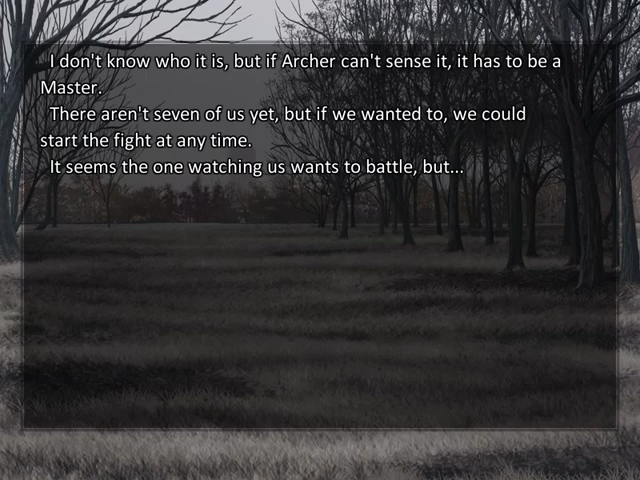 I don't know who it is, but if Archer can't sense it, it has to be a
Master.
There aren't seven of us yet, but if we wanted to, we could
start the fight at any time.
It seems the one watching us wants to battle, but...